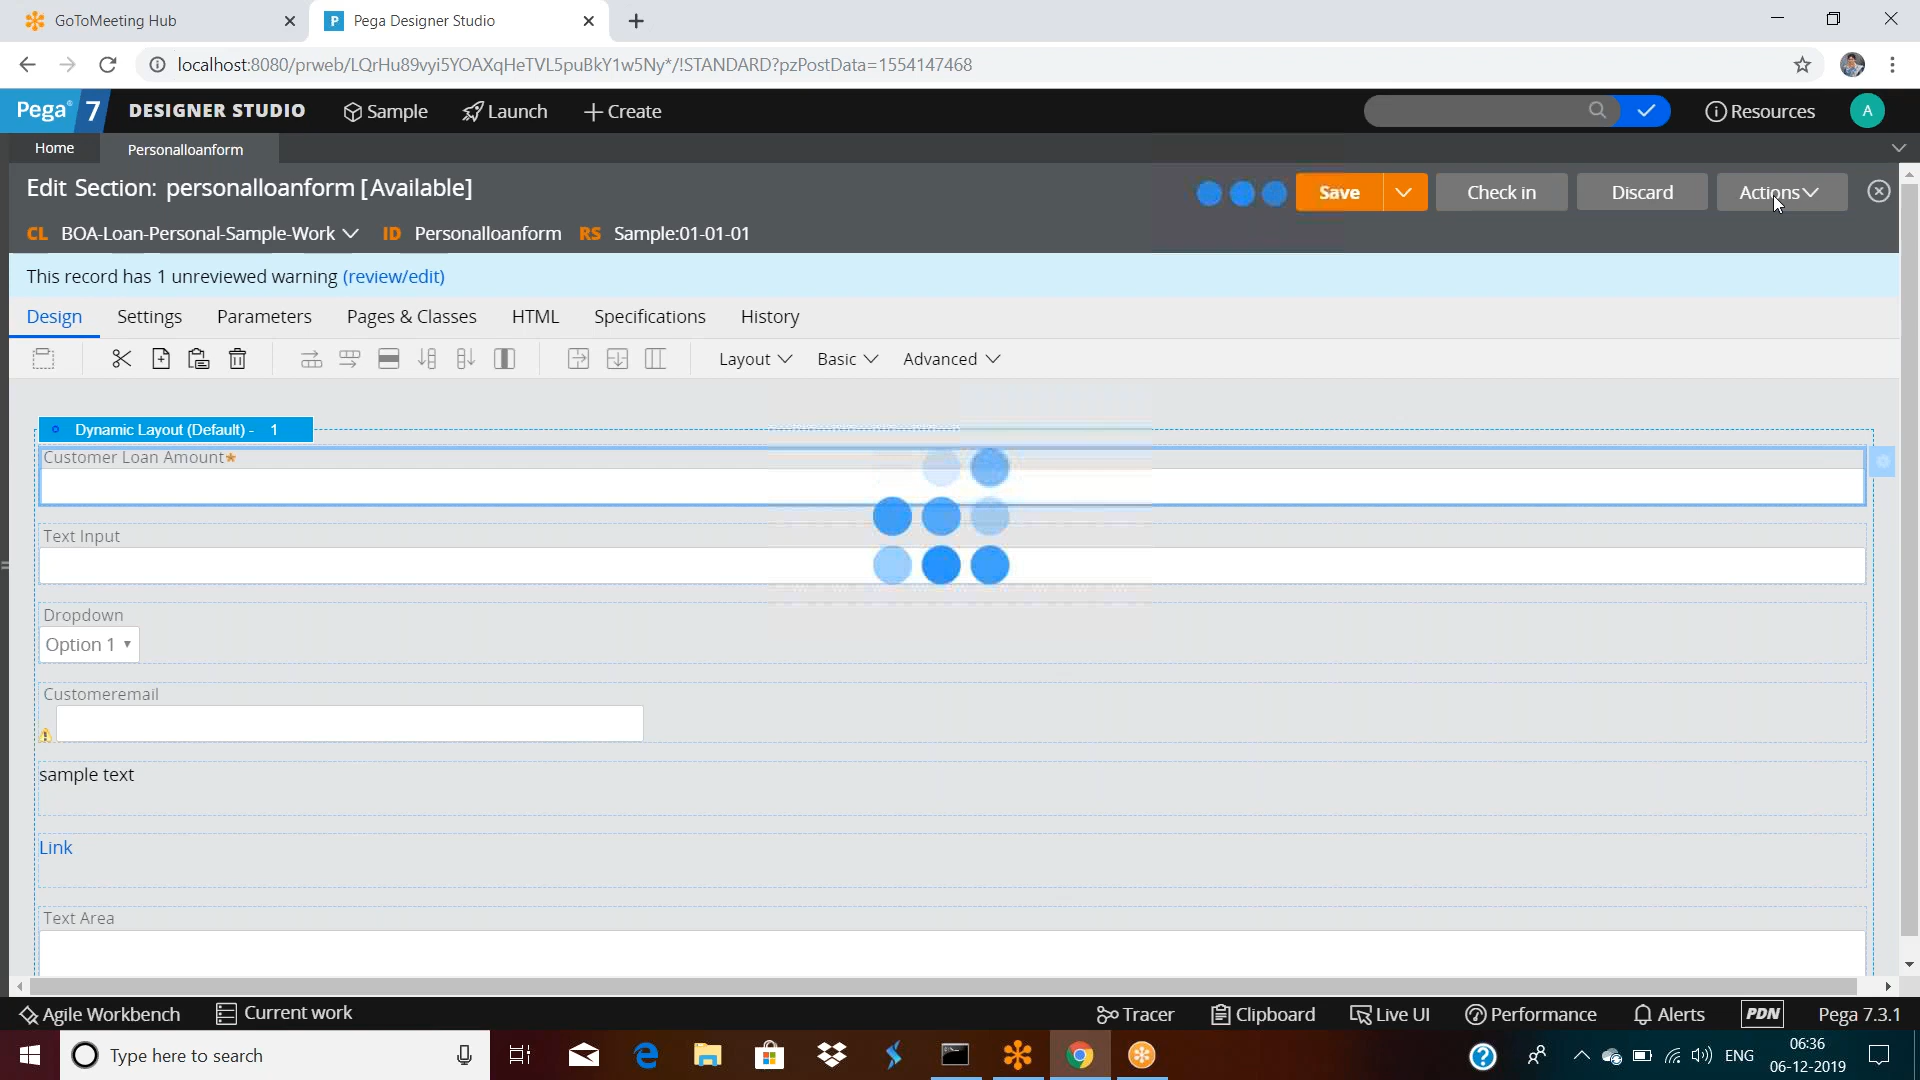 GoToMeeting Hub
Pega Designer Studio
localhost:8080/prweb/LQrHu89vyi5YOAXqHeTVL5puBkY1w5Ny*/!STANDARD?pzPostData=1554147468
Pega 7 DESIGNER STUDIO Sample Launch Create Resources A
Home Personalloanform
Edit Section: personalloanform [Available]
Save Check in Discard Actions
CL BOA-Loan-Personal-Sample-Work ID Personalloanform RS Sample:01-01-01
This record has 1 unreviewed warning (review/edit)
Design Settings Parameters Pages & Classes HTML Specifications History
Layout Basic Advanced
Dynamic Layout (Default) - 1
Customer Loan Amount*
Text Input
Dropdown
Option 1
Customeremail
sample text
Link
Text Area
Agile Workbench Current work Tracer Clipboard Live UI Performance Alerts PDN Pega 7.3.1
Type here to search
ENG
06:36
06-12-2019